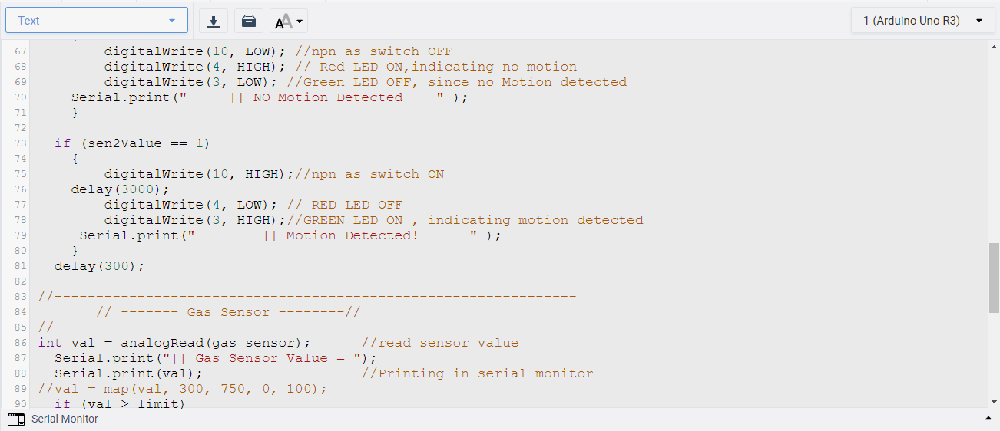 Text
AA
1 (Arduino Uno R3)
67 digitalWrite(10, LOW); //npn as switch OFF
68 digitalWrite(4, HIGH); // Red LED ON,indicating no motion
69 digitalWrite(3, LOW); //Green LED OFF, since no Motion detected
70 Serial.print("     || NO Motion Detected    " );
71 }
72
73 if (sen2Value == 1)
74 {
75 digitalWrite(10, HIGH);//npn as switch ON
76 delay(3000);
77 digitalWrite(4, LOW); // RED LED OFF
78 digitalWrite(3, HIGH);//GREEN LED ON , indicating motion detected
79 Serial.print("        || Motion Detected!      " );
80 }
81 delay(300);
82
83 //---------------------------------------------------------------
84 // ------- Gas Sensor --------//
85 //---------------------------------------------------------------
86 int val = analogRead(gas_sensor);      //read sensor value
87 Serial.print("|| Gas Sensor Value = ");
88 Serial.print(val);                   //Printing in serial monitor
89 //val = map(val, 300, 750, 0, 100);
90 if (val > limit)
Serial Monitor